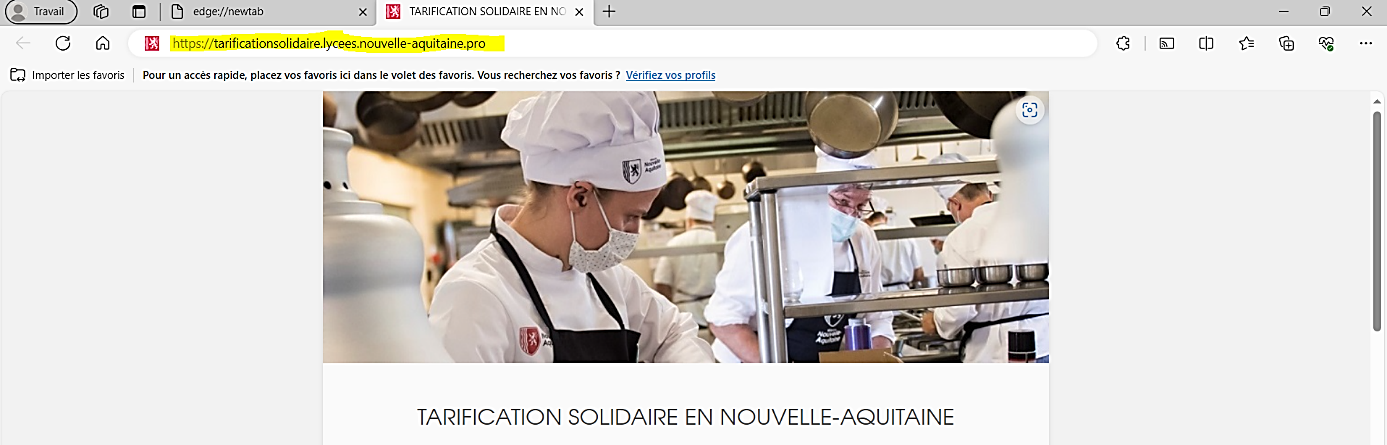 Travail
edge://newtab
TARIFICATION SOLIDAIRE EN NO
https://tarificationsolidaire.lycees.nouvelle-aquitaine.pro
Importer les favoris
Pour un accès rapide, placez vos favoris ici dans le volet des favoris. Vous recherchez vos favoris ? Vérifiez vos profils
Nouvelle
Aquitaine
Nouvelle
Aquitaine
TARIFICATION SOLIDAIRE EN NOUVELLE-AQUITAINE